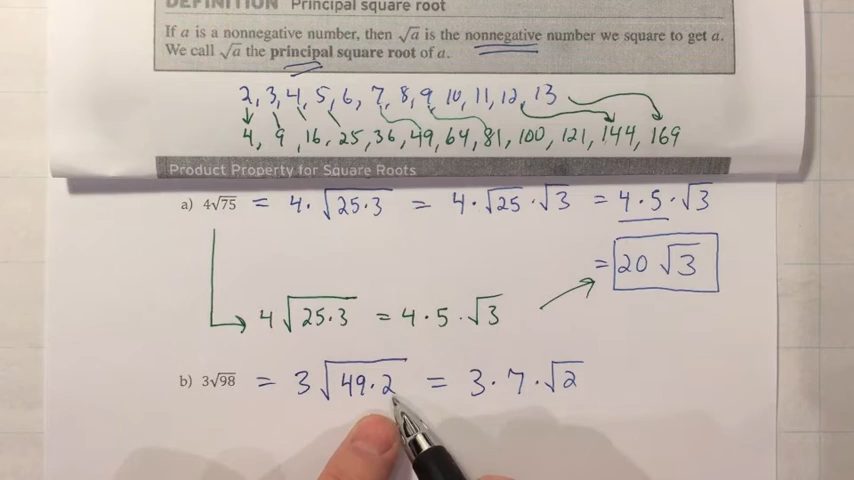 DEFINITION Principal square root
If a is a nonnegative number, then √a is the nonnegative number we square to get a.
We call √a the principal square root of a.
2, 3, 4, 5, 6, 7, 8, 9, 10, 11, 12, 13
4, 9, 16, 25, 36, 49, 64, 81, 100, 121, 144, 169
Product Property for Square Roots
a) 4√75 = 4·√25·3 = 4·√25·√3 = 4·5·√3
= 20√3
4√25·3 = 4·5·√3
b) 3√98 = 3√49·2 = 3·7·√2